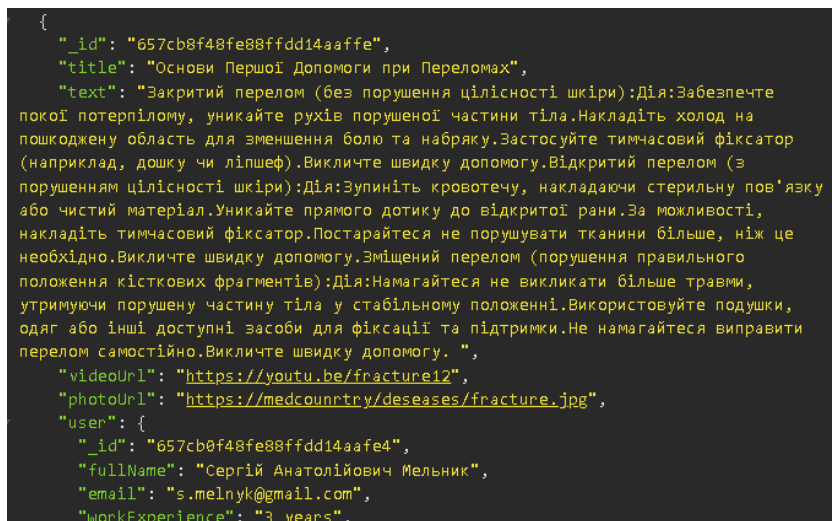 {
"_id": "657cb8f48fe88ffdd14aaffe",
"title": "Основи Першої Допомоги при Переломах",
"text": "Закритий перелом (без порушення цілісності шкіри):Дія:Забезпечте
покої потерпілому, уникайте рухів порушеної частини тіла.Накладіть холод на
пошкоджену область для зменшення болю та набряку.Застосуйте тимчасовий фіксатор
(наприклад, дошку чи ліпшеф).Викличте швидку допомогу.Відкритий перелом (з
порушенням цілісності шкіри):Дія:Зупиніть кровотечу, накладаючи стерильну пов'язку
або чистий матеріал.Уникайте прямого дотику до відкритої рани.За можливості,
накладіть тимчасовий фіксатор.Постарайтеся не порушувати тканини більше, ніж це
необхідно.Викличте швидку допомогу.Зміщений перелом (порушення правильного
положення кісткових фрагментів):Дія:Намагайтеся не викликати більше травми,
утримуючи порушену частину тіла у стабільному положенні.Використовуйте подушки,
одяг або інші доступні засоби для фіксації та підтримки.Не намагайтеся виправити
перелом самостійно.Викличте швидку допомогу. ",
"videoUrl": "https://youtu.be/fracture12",
"photoUrl": "https://medcounrtry/deseases/fracture.jpg",
"user": {
"_id": "657cb0f48fe88ffdd14aafe4",
"fullName": "Сергій Анатолійович Мельник",
"email": "s.melnyk@gmail.com",
"workExperience": "3 years",